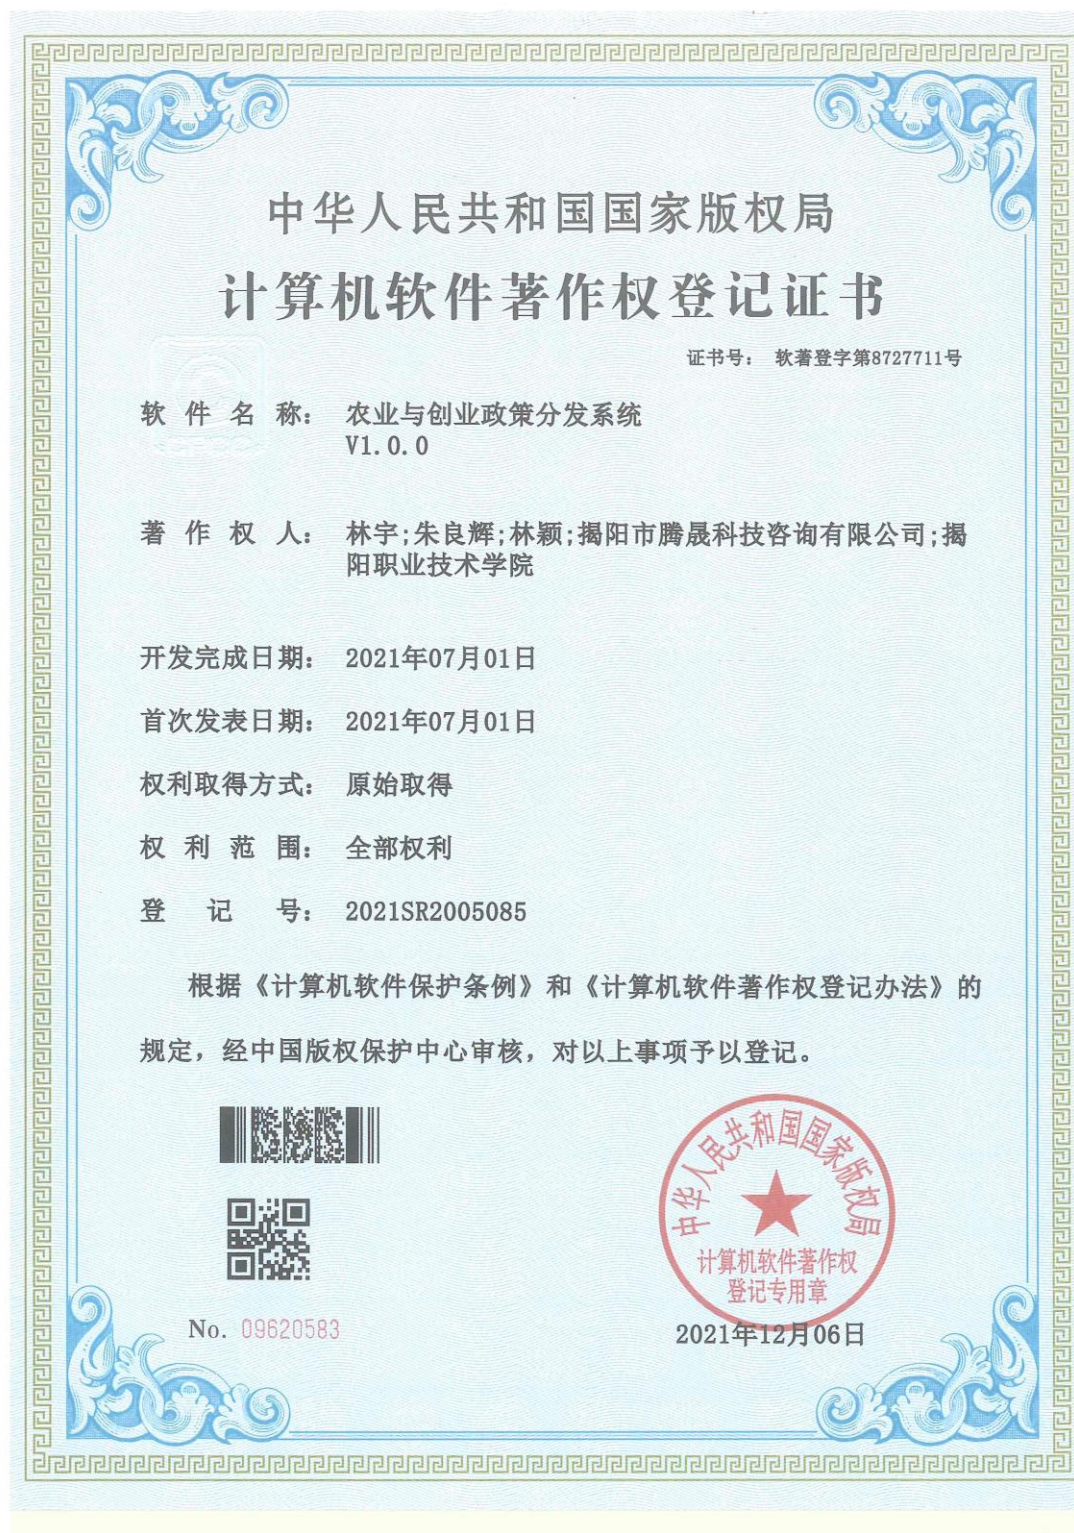 中华人民共和国国家版权局
计算机软件著作权登记证书
证书号： 软著登字第8727711号
软件名称： 农业与创业政策分发系统
V1.0.0
著作权人： 林宇;朱良辉;林颖;揭阳市腾晟科技咨询有限公司;揭
阳职业技术学院
开发完成日期： 2021年07月01日
首次发表日期： 2021年07月01日
权利取得方式： 原始取得
权利范围： 全部权利
登记号： 2021SR2005085
根据《计算机软件保护条例》和《计算机软件著作权登记办法》的
规定，经中国版权保护中心审核，对以上事项予以登记。
中华人民共和国国家版权局
计算机软件著作权
登记专用章
No. 09620583
2021年12月06日